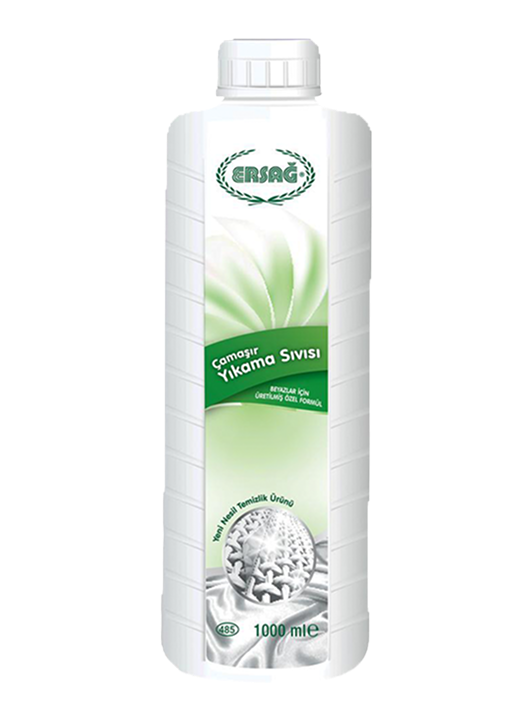 ERSAĞ®
Çamaşır
Yıkama Sıvısı
BEYAZLAR İÇİN
ÜRETİLMİŞ ÖZEL FORMÜL
Yeni Nesil Temizlik Ürünü
485 1000 ml℮